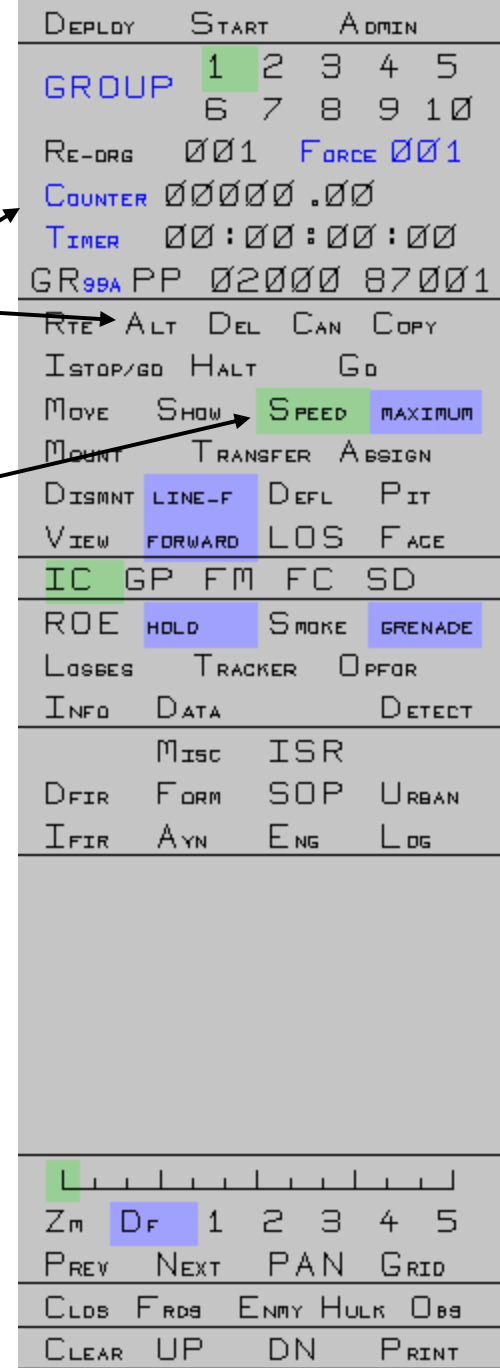 DEPLOY START ADMIN
GROUP 1 2 3 4 5
6 7 8 9 10
RE-ORG 001 FORCE 001
COUNTER 00000.00
TIMER 00:00:00:00
GR99A PP 02000 87001
RTE ALT DEL CAN COPY
ISTOP/GO HALT GO
MOVE SHOW SPEED MAXIMUM
MOUNT TRANSFER ASSIGN
DISMNT LINE-F DEFL PIT
VIEW FORWARD LOS FACE
IC GP FM FC SD
ROE HOLD SMOKE GRENADE
LOSSES TRACKER OPFOR
INFO DATA DETECT
MISC ISR
DFIR FORM SOP URBAN
IFIR AYN ENG LOG
ZM DF 1 2 3 4 5
PREV NEXT PAN GRID
CLDS FRDS ENMY HULK OBS
CLEAR UP DN PRINT